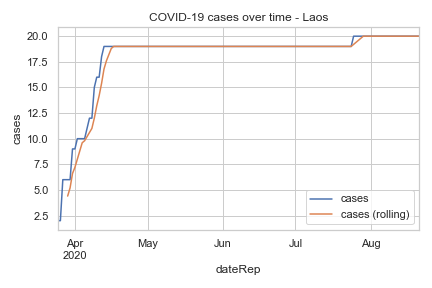 COVID-19 cases over time - Laos
20.0
17.5
15.0
12.5
10.0
7.5
5.0
2.5
cases
cases
cases (rolling)
Apr
2020
May
Jun
Jul
Aug
dateRep